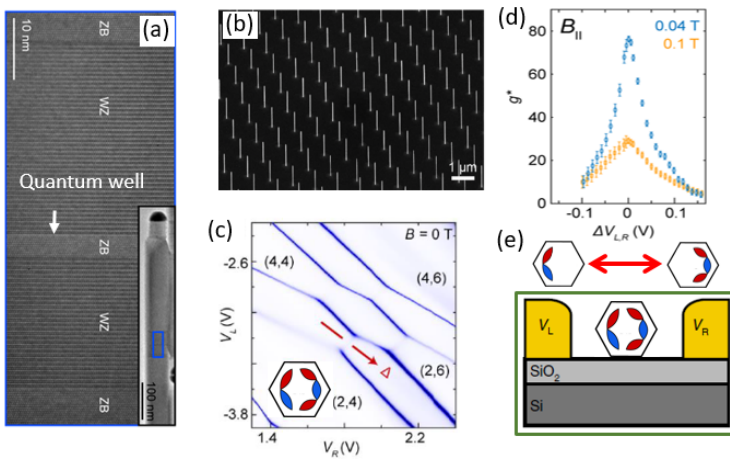 (a)
10 nm
ZB
WZ
Quantum well
ZB
WZ
ZB
100 nm
(b)
1 μm
(c)
B = 0 T
(4,4)
(4,6)
(2,4)
(2,6)
Δ
-2.6
-3.8
V_L(V)
1.4
2.2
V_R(V)
(d)
B_II
0.04 T
0.1 T
80
60
40
20
0
g*
-0.1
0
0.1
ΔV_L,R (V)
(e)
V_L
V_R
SiO₂
Si